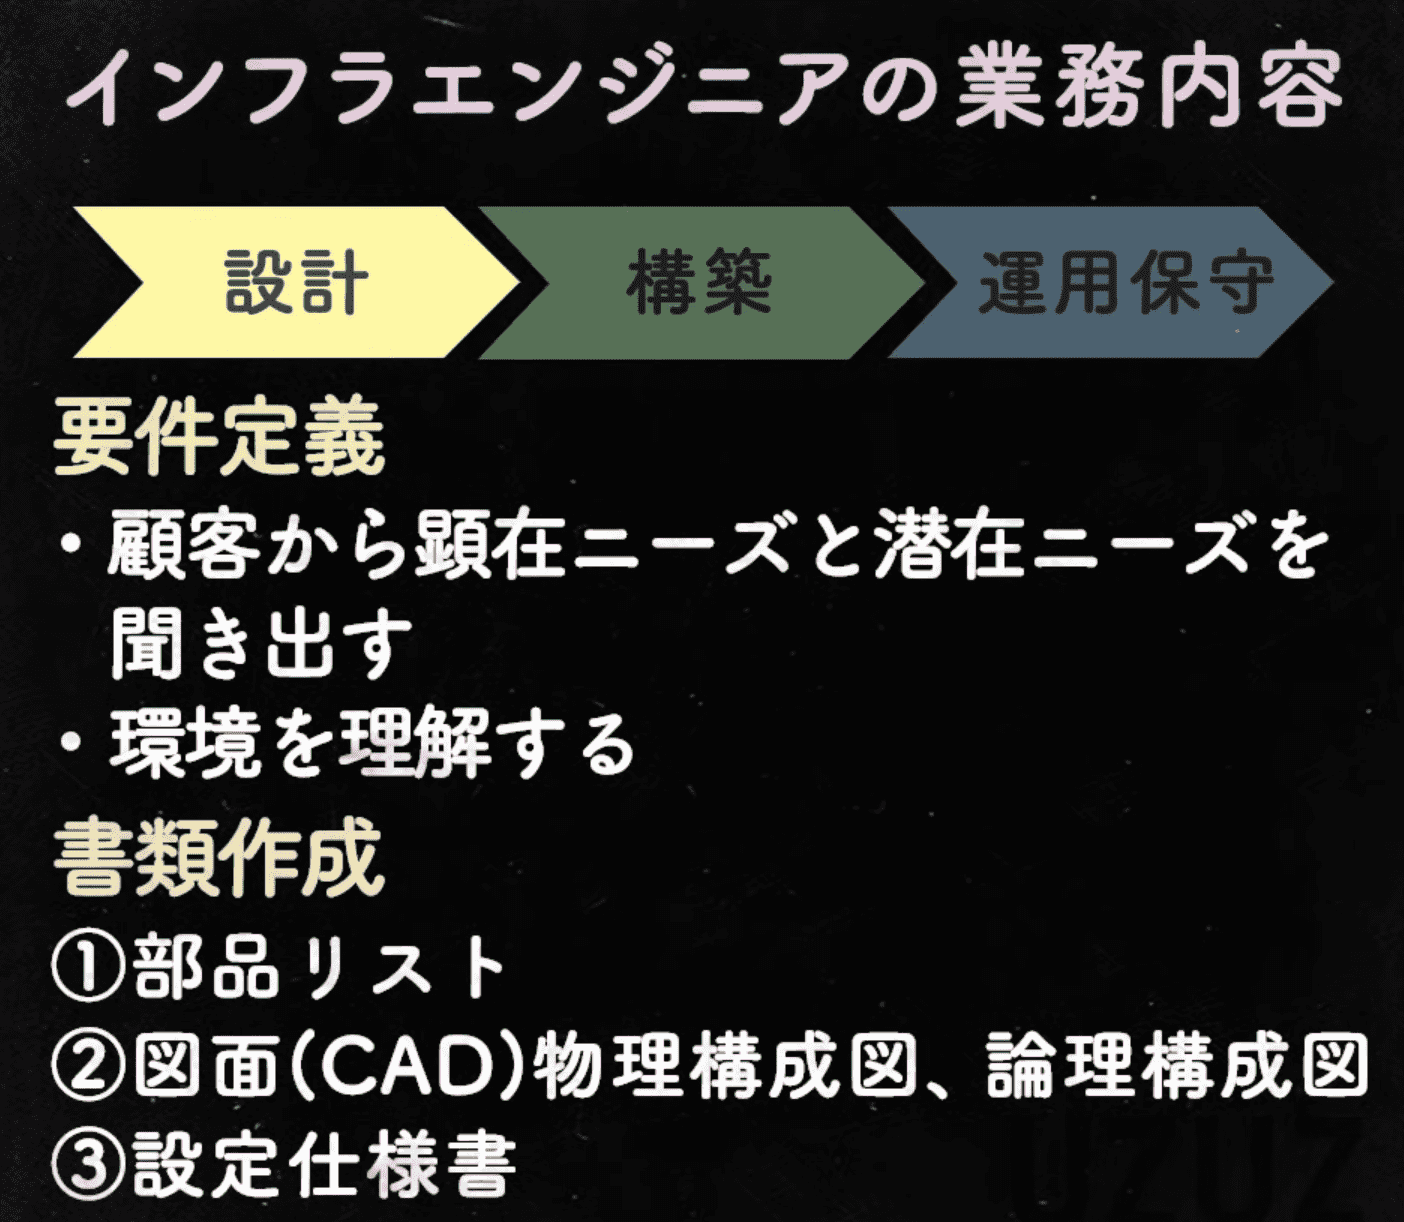 インフラエンジニアの業務内容
設計 構築 運用保守
要件定義
・顧客から顕在ニーズと潜在ニーズを
聞き出す
・環境を理解する
書類作成
①部品リスト
②図面(CAD)物理構成図、論理構成図
③設定仕様書
UZUZ